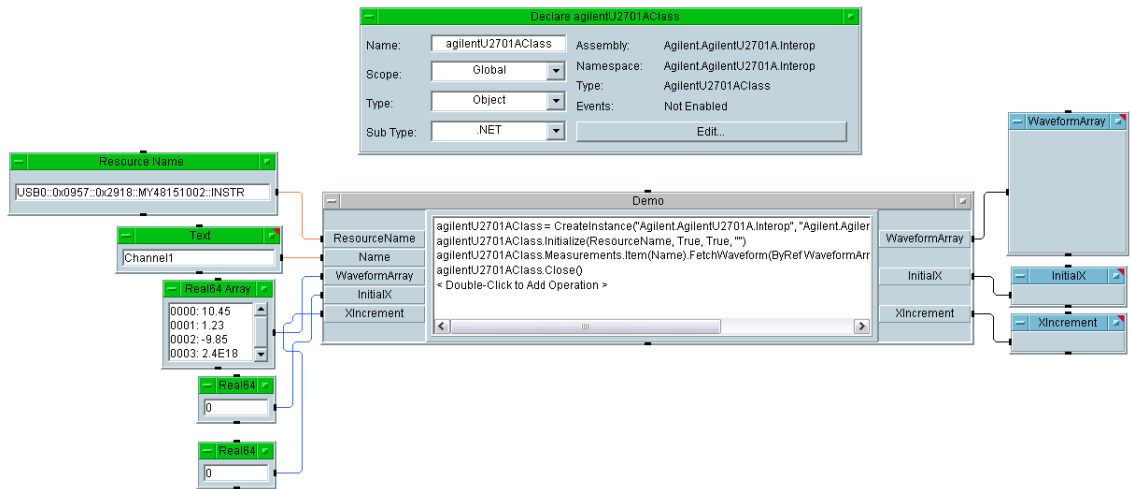 Declare agilentU2701AClass
Name: agilentU2701AClass Assembly: Agilent.AgilentU2701A.Interop
Scope: Global Namespace: Agilent.AgilentU2701A.Interop
Type: AgilentU2701AClass
Type: Object Events: Not Enabled
Sub Type: .NET Edit...
WaveformArray
Resource Name
USB0::0x0957::0x2918::MY48151002::INSTR
Demo
agilentU2701AClass = CreateInstance("Agilent.AgilentU2701A.Interop", "Agilent.Agiler
Text
ResourceName agilentU2701AClass.Initialize(ResourceName, True, True, "") WaveformArray
Channel1
Name agilentU2701AClass.Measurements.Item(Name).FetchWaveform(ByRef WaveformArr
WaveformArray agilentU2701AClass.Close() InitialX InitialX
Real64 Array
InitialX < Double-Click to Add Operation >
0000: 10.45
0001: 1.23
XIncrement XIncrement XIncrement
0002: -9.85
0003: 2.4E18
Real64
0
Real64
0